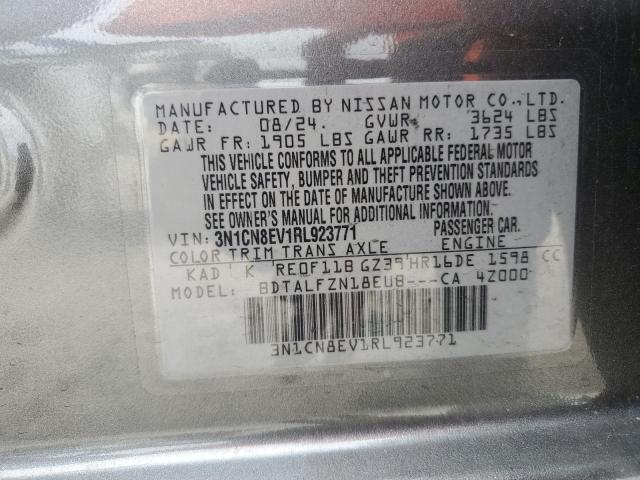 MANUFACTURED BY NISSAN MOTOR CO.,LTD.
DATE: 08/24. GVWR 3624 LBS
GAWR FR: 1905 LBS GAWR RR: 1735 LBS
THIS VEHICLE CONFORMS TO ALL APPLICABLE FEDERAL MOTOR
VEHICLE SAFETY, BUMPER AND THEFT PREVENTION STANDARDS
IN EFFECT ON THE DATE OF MANUFACTURE SHOWN ABOVE.
SEE OWNER'S MANUAL FOR ADDITIONAL INFORMATION
VIN: 3N1CN8EV1RL923771 PASSENGER CAR.
COLOR TRIM TRANS AXLE ENGINE
KAD K RE0F11B GZ39 HR16DE 1598 CC
MODEL: BDTALFZN18EU8---CA 4Z000
3N1CN8EV1RL923771